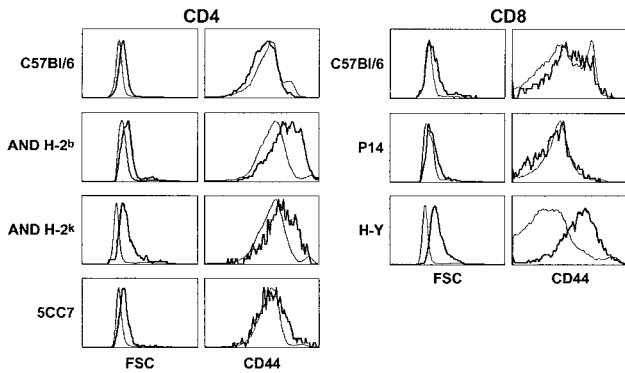 CD4
C57Bl/6
AND H-2ᵇ
AND H-2ᵏ
5CC7
FSC
CD44
CD8
C57Bl/6
P14
H-Y
FSC
CD44